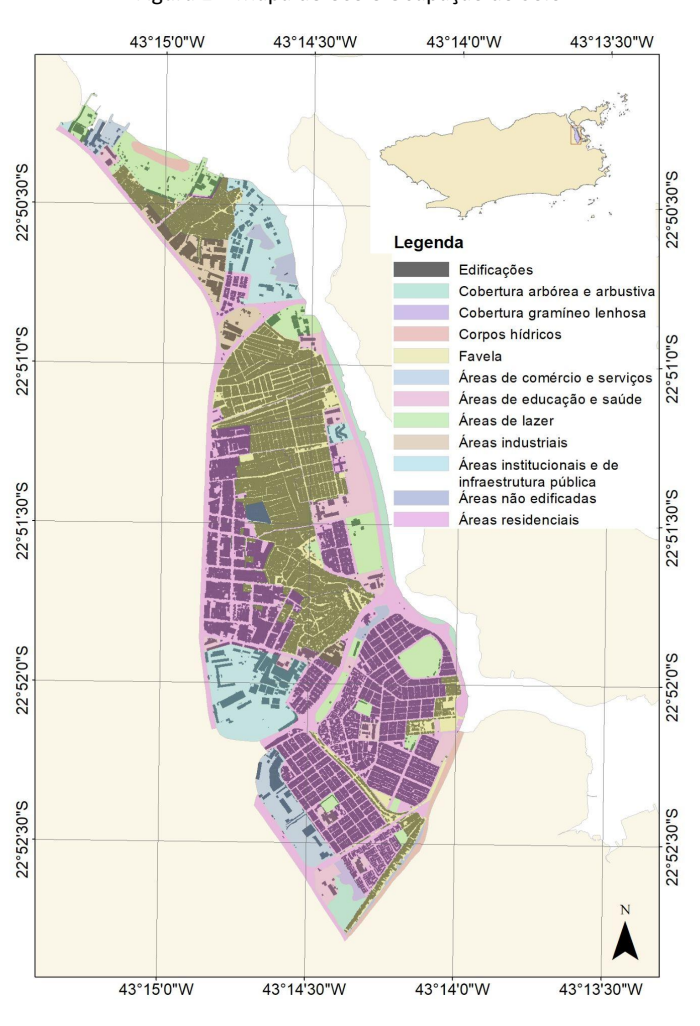 43°15'0"W 43°14'30"W 43°14'0"W 43°13'30"W
22°50'30"S 22°50'30"S
Legenda
Edificações
Cobertura arbórea e arbustiva
Cobertura gramíneo lenhosa
Corpos hídricos
Favela
Áreas de comércio e serviços
Áreas de educação e saúde
Áreas de lazer
Áreas industriais
Áreas institucionais e de
infraestrutura pública
Áreas não edificadas
Áreas residenciais
22°51'0"S 22°51'0"S
22°51'30"S 22°51'30"S
22°52'0"S 22°52'0"S
22°52'30"S 22°52'30"S
N
43°15'0"W 43°14'30"W 43°14'0"W 43°13'30"W